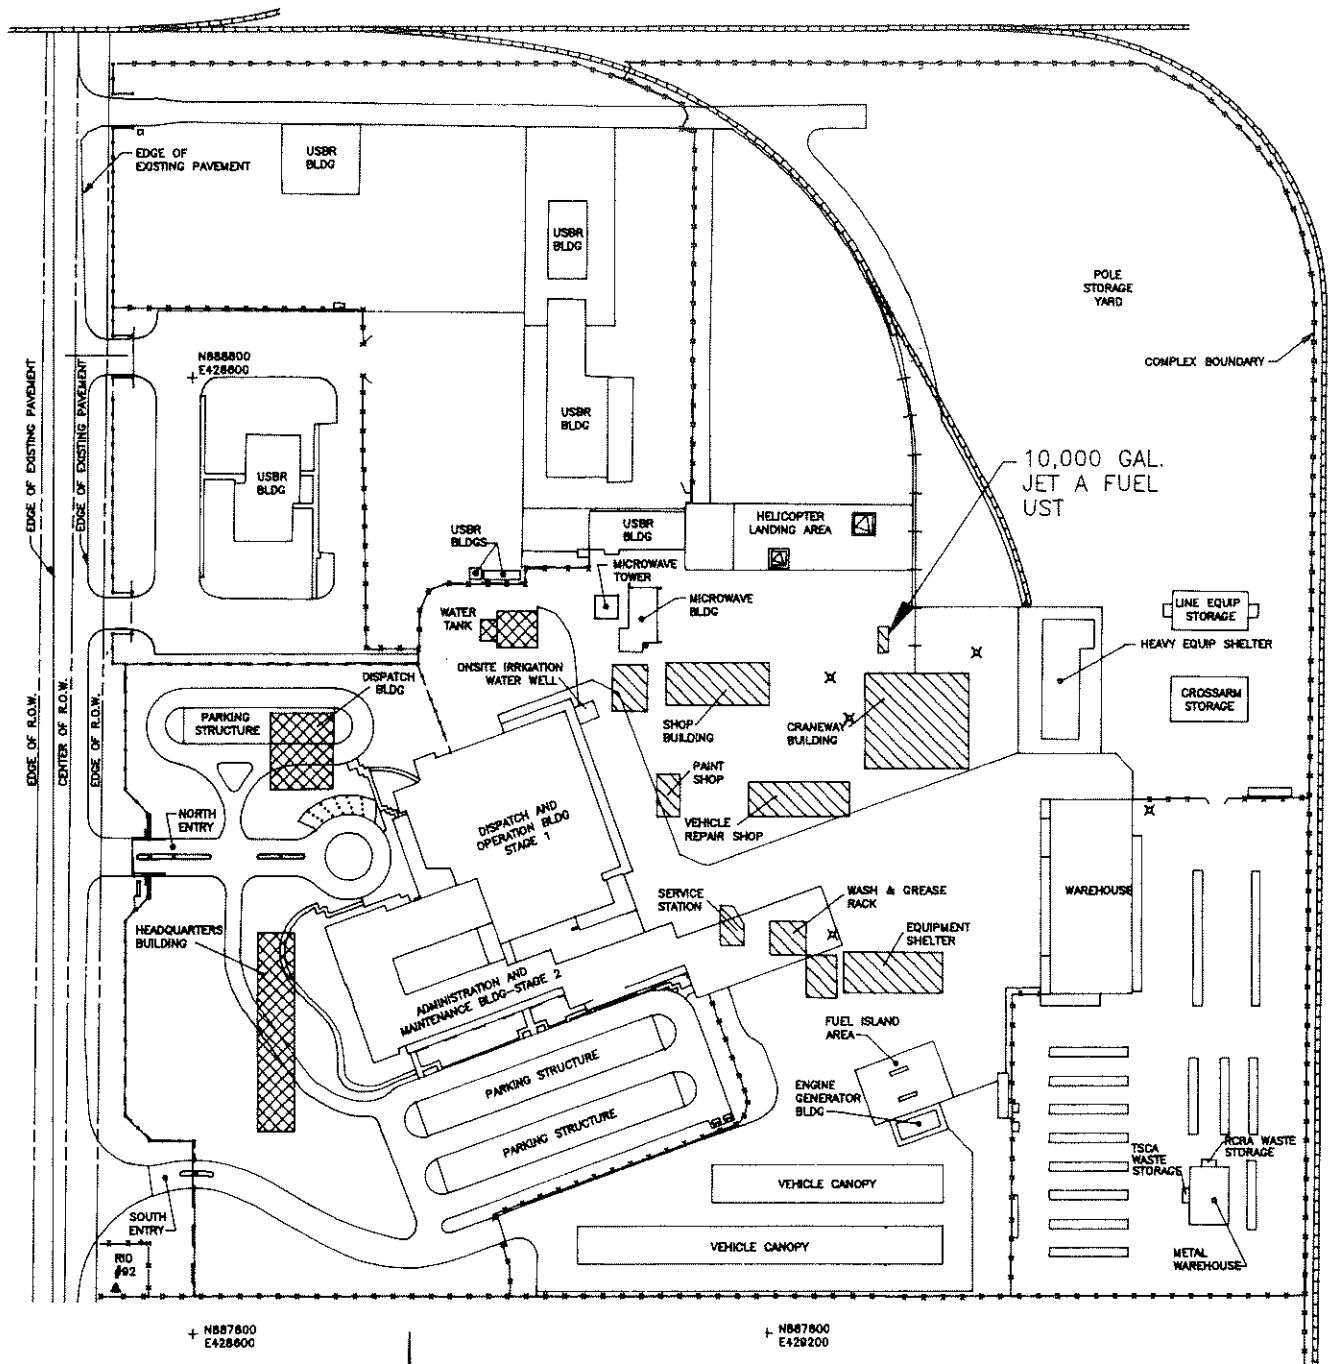 EDGE OF
EXISTING PAVEMENT
USBR
BLDG
USBR
BLDG
POLE
STORAGE
YARD
COMPLEX BOUNDARY
N888800
E428600
EDGE OF EXISTING PAVEMENT
EDGE OF EXISTING PAVEMENT
USBR
BLDG
USBR
BLDG
10,000 GAL.
JET A FUEL
UST
USBR
BLDGS
USBR
BLDG
HELICOPTER
LANDING AREA
MICROWAVE
TOWER
MICROWAVE
BLDG
WATER
TANK
LINE EQUIP
STORAGE
HEAVY EQUIP SHELTER
ONSITE IRRIGATION
WATER WELL
DISPATCH
BLDG
CROSSARM
STORAGE
PARKING
STRUCTURE
SHOP
BUILDING
CRANEWAY
BUILDING
EDGE OF R.O.W.
CENTER OF R.O.W.
EDGE OF R.O.W.
PAINT
SHOP
NORTH
ENTRY
DISPATCH AND
OPERATION BLDG
STAGE 1
VEHICLE
REPAIR SHOP
SERVICE
STATION
WASH & GREASE
RACK
WAREHOUSE
HEADQUARTERS
BUILDING
EQUIPMENT
SHELTER
ADMINISTRATION AND
MAINTENANCE BLDG-STAGE 2
FUEL ISLAND
AREA
PARKING STRUCTURE
ENGINE
GENERATOR
BLDG
PARKING STRUCTURE
TSCA
WASTE
STORAGE
RCRA WASTE
STORAGE
VEHICLE CANOPY
SOUTH
ENTRY
VEHICLE CANOPY
METAL
WAREHOUSE
RIO
#92
N887600
E428600
N887600
E429200